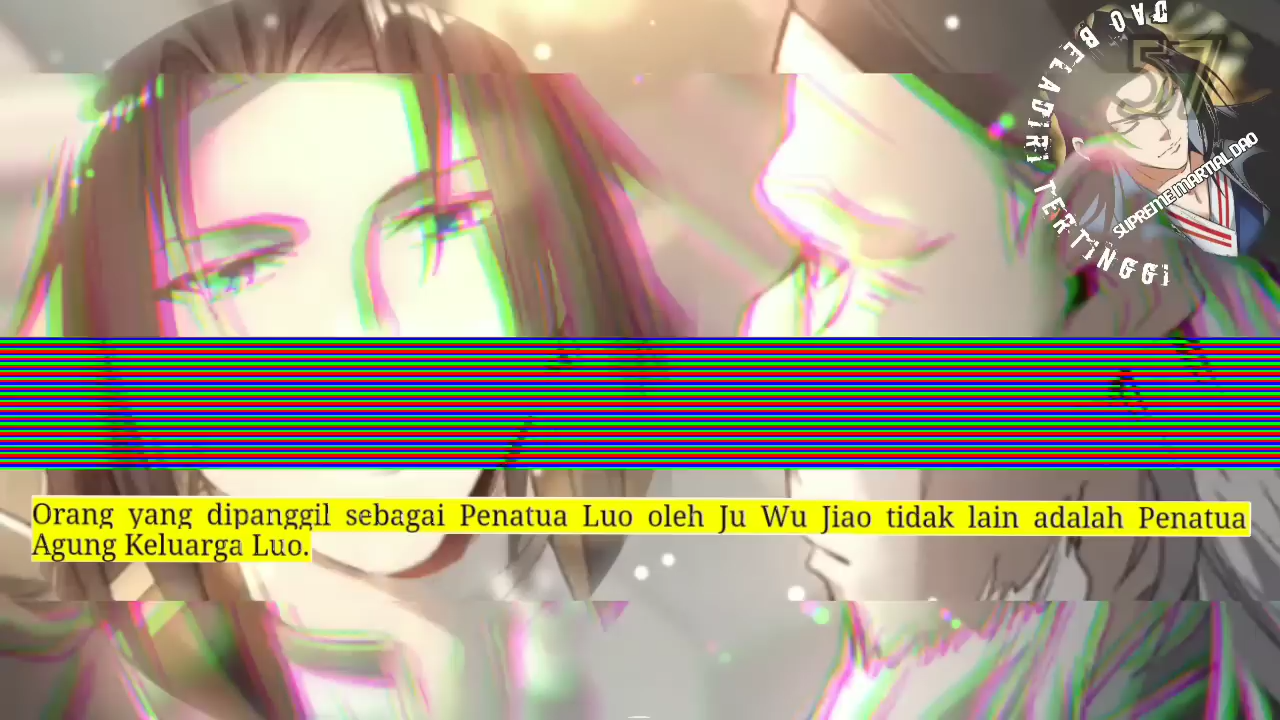 DAO BELADIRI TERTINGGI
57
SUPREME MARTIAL DAO
Orang yang dipanggil sebagai Penatua Luo oleh Ju Wu Jiao tidak lain adalah Penatua
Agung Keluarga Luo.